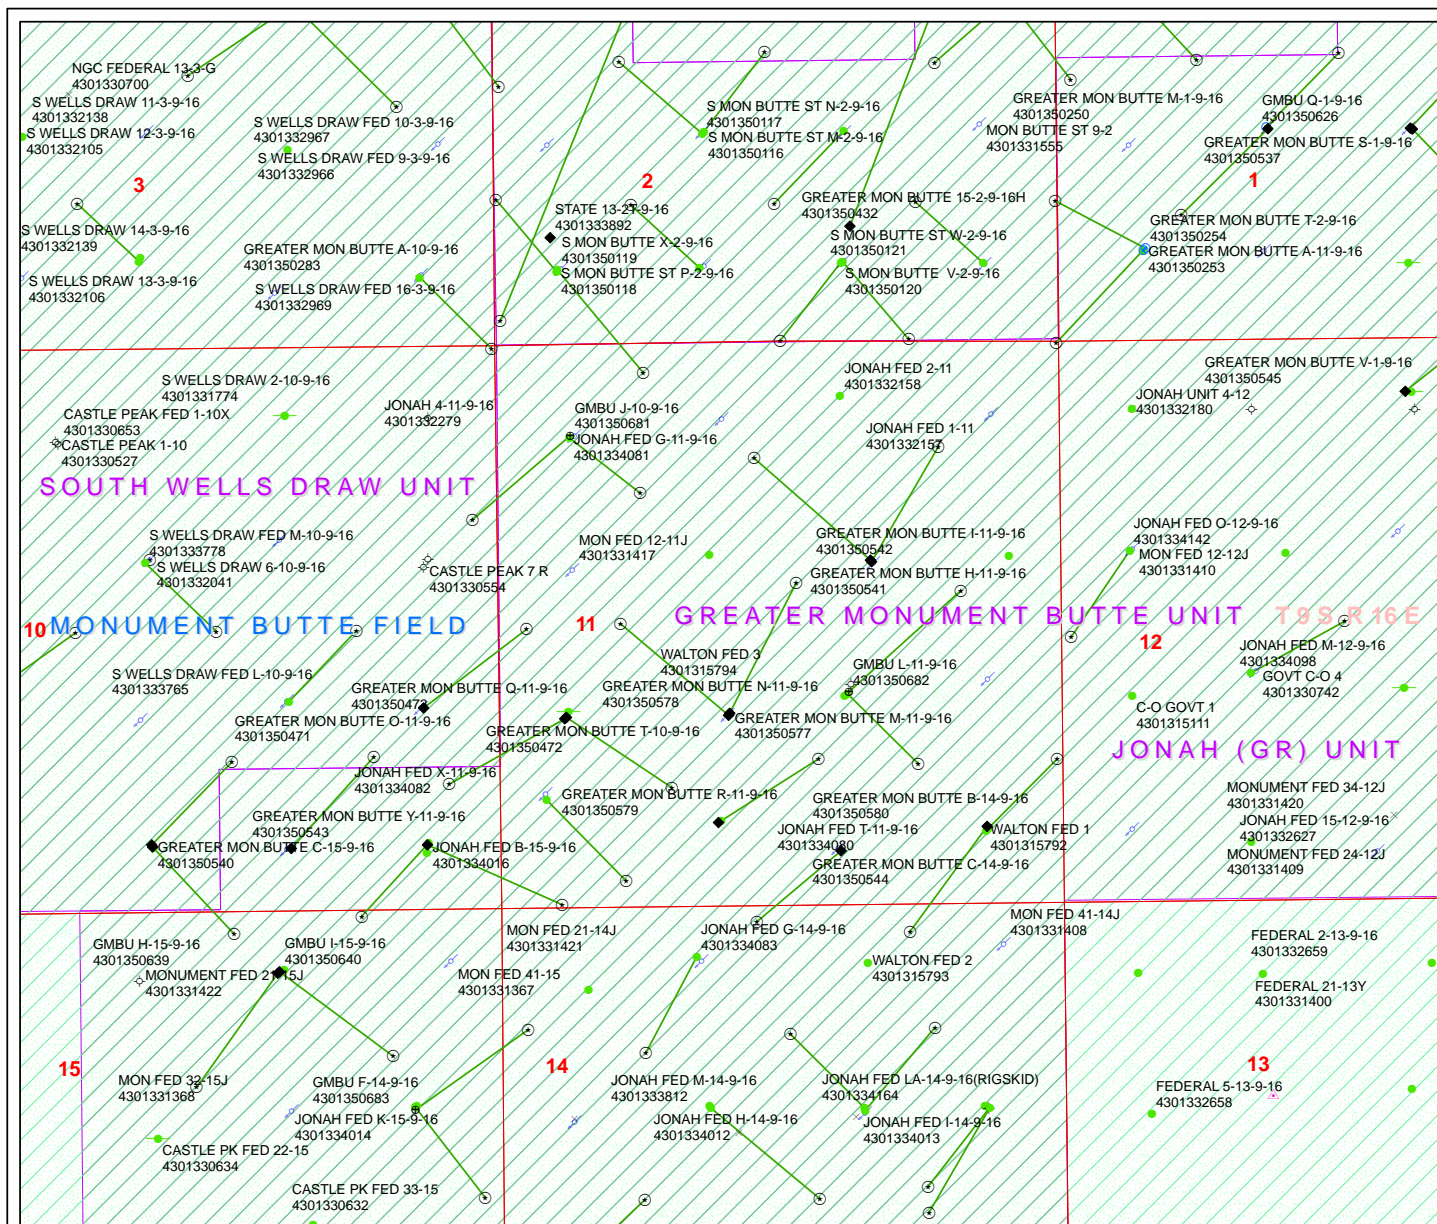 NGC FEDERAL 13-3-G
4301330700
S WELLS DRAW 11-3-9-16
4301332138
S WELLS DRAW 12-3-9-16
4301332105
S WELLS DRAW FED 10-3-9-16
4301332967
S WELLS DRAW FED 9-3-9-16
4301332966
3
S WELLS DRAW 14-3-9-16
4301332139
S WELLS DRAW 13-3-9-16
4301332106
GREATER MON BUTTE A-10-9-16
4301350283
S WELLS DRAW FED 16-3-9-16
4301332969
S MON BUTTE ST N-2-9-16
4301350117
S MON BUTTE ST M-2-9-16
4301350116
2
STATE 13-2T-9-16
4301333892
S MON BUTTE X-2-9-16
4301350119
S MON BUTTE ST P-2-9-16
4301350118
GREATER MON BUTTE 15-2-9-16H
4301350432
S MON BUTTE ST W-2-9-16
4301350121
S MON BUTTE V-2-9-16
4301350120
GREATER MON BUTTE M-1-9-16
4301350250
MON BUTTE ST 9-2
4301331555
GMBU Q-1-9-16
4301350626
GREATER MON BUTTE S-1-9-16
4301350537
1
GREATER MON BUTTE T-2-9-16
4301350254
GREATER MON BUTTE A-11-9-16
4301350253
S WELLS DRAW 2-10-9-16
4301331774
CASTLE PEAK FED 1-10X
4301330653
CASTLE PEAK 1-10
4301330527
JONAH 4-11-9-16
4301332279
GMBU J-10-9-16
4301350681
JONAH FED G-11-9-16
4301334081
JONAH FED 2-11
4301332158
JONAH FED 1-11
4301332157
GREATER MON BUTTE V-1-9-16
4301350545
JONAH UNIT 4-12
4301332180
SOUTH WELLS DRAW UNIT
S WELLS DRAW FED M-10-9-16
4301333778
S WELLS DRAW 6-10-9-16
4301332041
CASTLE PEAK 7 R
4301330554
MON FED 12-11J
4301331417
GREATER MON BUTTE I-11-9-16
4301350542
GREATER MON BUTTE H-11-9-16
4301350541
JONAH FED O-12-9-16
4301334142
MON FED 12-12J
4301331410
10
MONUMENT BUTTE FIELD
11
GREATER MONUMENT BUTTE UNIT
T9S R16E
12
S WELLS DRAW FED L-10-9-16
4301333765
GREATER MON BUTTE Q-11-9-16
4301350473
GREATER MON BUTTE O-11-9-16
4301350471
WALTON FED 3
4301315794
GREATER MON BUTTE N-11-9-16
4301350578
GREATER MON BUTTE M-11-9-16
4301350577
GREATER MON BUTTE T-10-9-16
4301350472
GMBU L-11-9-16
4301350682
JONAH FED M-12-9-16
4301334098
GOVT C-O 4
4301330742
C-O GOVT 1
4301315111
JONAH (GR) UNIT
JONAH FED X-11-9-16
4301334082
GREATER MON BUTTE Y-11-9-16
4301350543
GREATER MON BUTTE C-15-9-16
4301350540
JONAH FED B-15-9-16
4301334016
GREATER MON BUTTE R-11-9-16
4301350579
GREATER MON BUTTE B-14-9-16
4301350580
JONAH FED T-11-9-16
4301334080
GREATER MON BUTTE C-14-9-16
4301350544
WALTON FED 1
4301315792
MONUMENT FED 34-12J
4301331420
JONAH FED 15-12-9-16
4301332627
MONUMENT FED 24-12J
4301331409
GMBU H-15-9-16
4301350639
MONUMENT FED 21-15J
4301331422
GMBU I-15-9-16
4301350640
MON FED 21-14J
4301331421
MON FED 41-15
4301331367
JONAH FED G-14-9-16
4301334083
WALTON FED 2
4301315793
MON FED 41-14J
4301331408
FEDERAL 2-13-9-16
4301332659
FEDERAL 21-13Y
4301331400
15
14
13
MON FED 32-15J
4301331368
GMBU F-14-9-16
4301350683
JONAH FED K-15-9-16
4301334014
JONAH FED M-14-9-16
4301333812
JONAH FED H-14-9-16
4301334012
JONAH FED LA-14-9-16(RIGSKID)
4301334164
JONAH FED I-14-9-16
4301334013
FEDERAL 5-13-9-16
4301332658
CASTLE PK FED 22-15
4301330634
CASTLE PK FED 33-15
4301330632